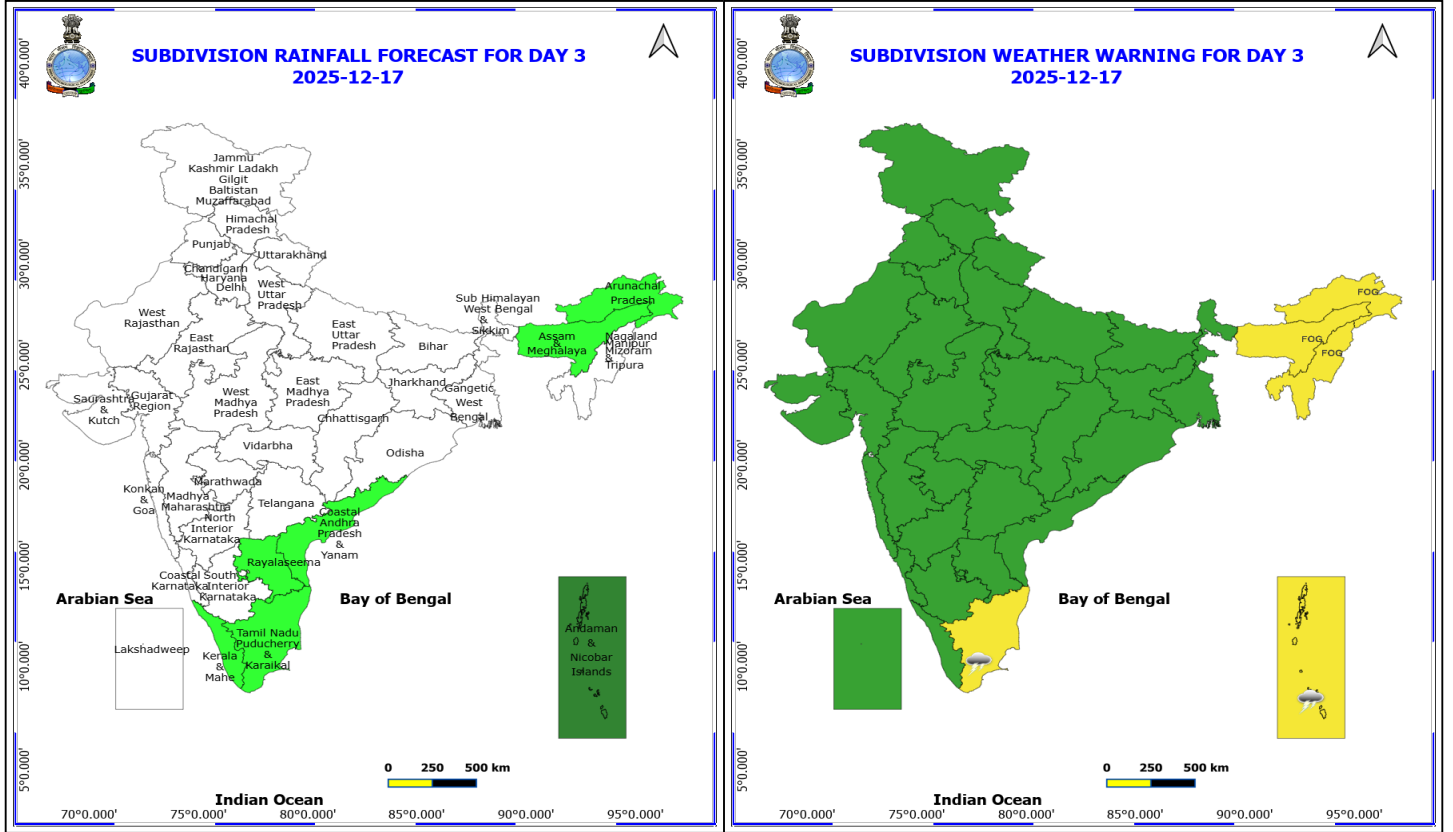 SUBDIVISION RAINFALL FORECAST FOR DAY 3
2025-12-17
40°0.000'
35°0.000'
30°0.000'
25°0.000'
20°0.000'
15°0.000'
10°0.000'
5°0.000'
Jammu
Kashmir Ladakh
Gilgit
Baltistan
Muzaffarabad
Himachal
Pradesh
Punjab
Uttarakhand
Chandigarh
Haryana
Delhi
West
Uttar
Pradesh
Arunachal
Pradesh
Sub Himalayan
West Bengal
&
Sikkim
West
Rajasthan
East
Rajasthan
East
Uttar
Pradesh
Bihar
Assam
&
Meghalaya
Nagaland
Manipur
Mizoram
&
Tripura
Saurashtra
&
Kutch
Gujarat
Region
West
Madhya
Pradesh
East
Madhya
Pradesh
Jharkhand
Gangetic
West
Bengal
Chhattisgarh
Vidarbha
Odisha
Konkan
&
Goa
Marathwada
Madhya
Maharashtra
North
Interior
Karnataka
Telangana
Coastal
Andhra
Pradesh
&
Yanam
Rayalaseema
Coastal
Karnataka
South
Interior
Karnataka
Arabian Sea
Bay of Bengal
Lakshadweep
Kerala
&
Mahe
Tamil Nadu
Puducherry
&
Karaikal
Andaman
&
Nicobar
Islands
0 250 500 km
Indian Ocean
70°0.000' 75°0.000' 80°0.000' 85°0.000' 90°0.000' 95°0.000'
SUBDIVISION WEATHER WARNING FOR DAY 3
2025-12-17
40°0.000'
35°0.000'
30°0.000'
25°0.000'
20°0.000'
15°0.000'
10°0.000'
5°0.000'
FOG
FOG
FOG
Arabian Sea
Bay of Bengal
0 250 500 km
Indian Ocean
70°0.000' 75°0.000' 80°0.000' 85°0.000' 90°0.000' 95°0.000'